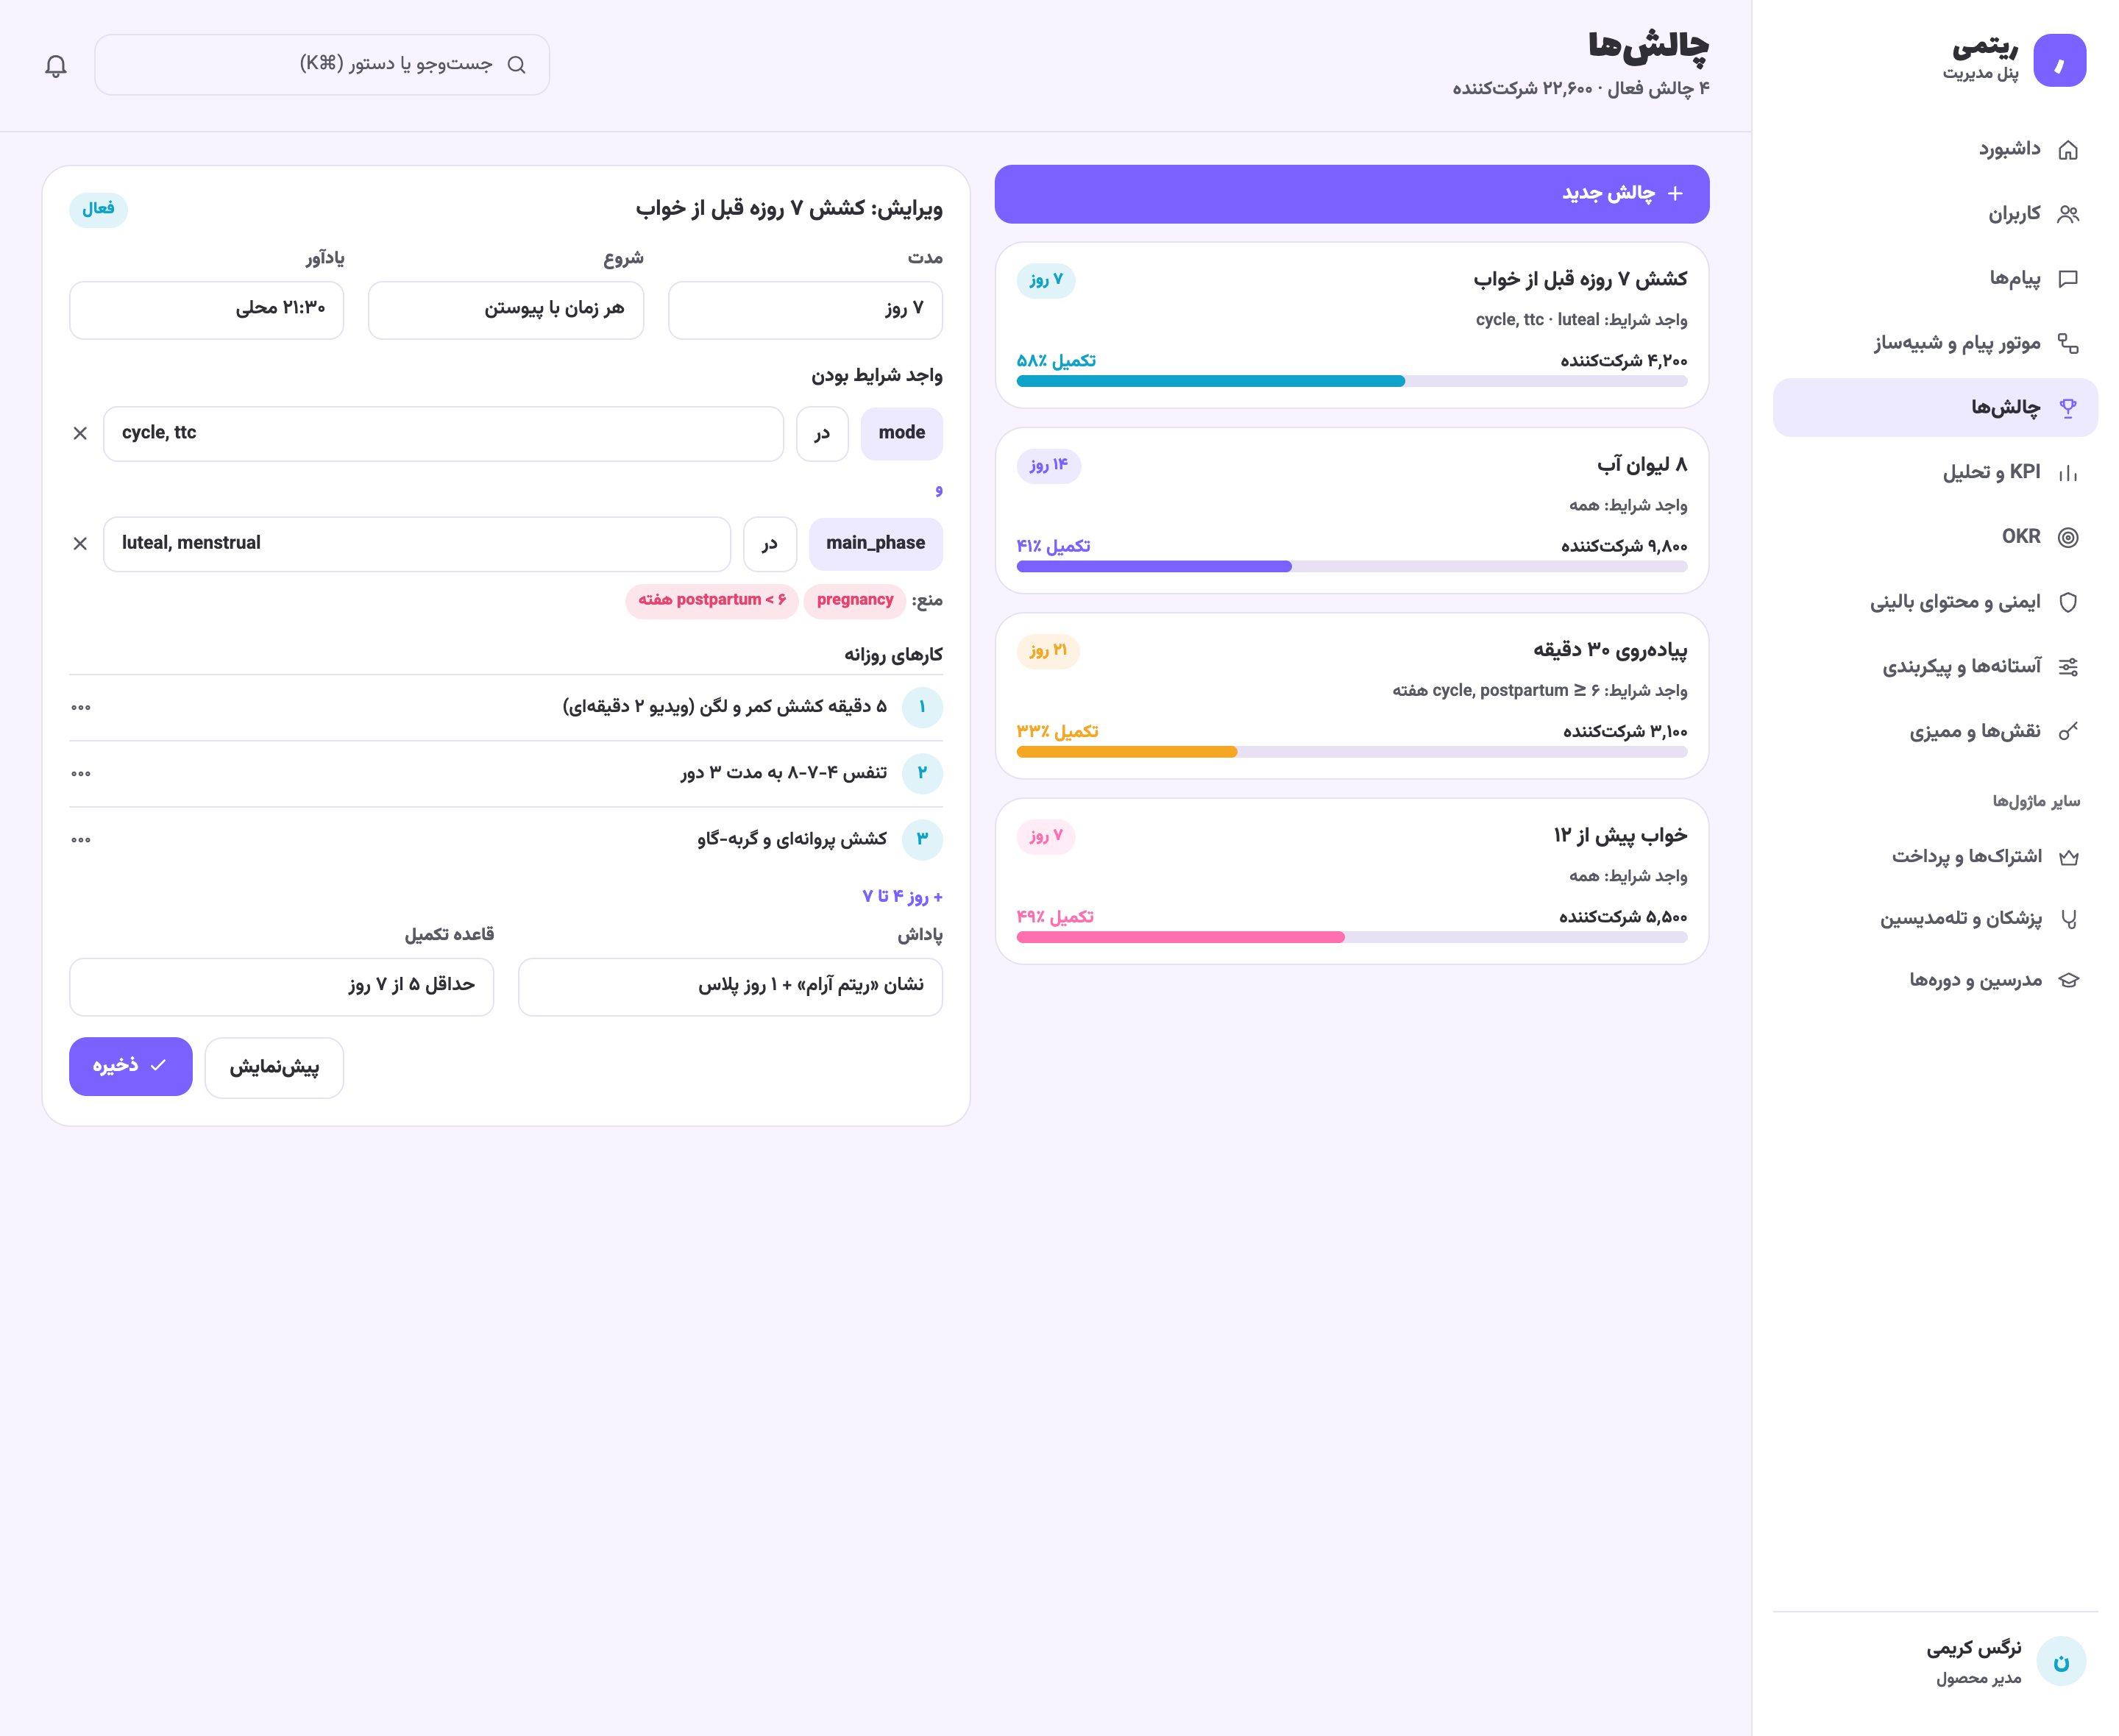 ریتمی
پنل مدیریت
داشبورد
کاربران
پیام‌ها
موتور پیام و شبیه‌ساز
چالش‌ها
KPI و تحلیل
OKR
ایمنی و محتوای بالینی
آستانه‌ها و پیکربندی
نقش‌ها و ممیزی
سایر ماژول‌ها
اشتراک‌ها و پرداخت
پزشکان و تله‌مدیسین
مدرسین و دوره‌ها
ن
نرگس کریمی
مدیر محصول
چالش‌ها
۴ چالش فعال · ۲۲,۶۰۰ شرکت‌کننده
جست‌وجو یا دستور (⌘K)
+ چالش جدید
کشش ۷ روزه قبل از خواب
۷ روز
واجد شرایط: cycle, ttc · luteal
۴,۲۰۰ شرکت‌کننده
تکمیل ۵۸٪
۸ لیوان آب
۱۴ روز
واجد شرایط: همه
۹,۸۰۰ شرکت‌کننده
تکمیل ۴۱٪
پیاده‌روی ۳۰ دقیقه
۲۱ روز
واجد شرایط: cycle, postpartum ≥ ۶ هفته
۳,۱۰۰ شرکت‌کننده
تکمیل ۳۳٪
خواب پیش از ۱۲
۷ روز
واجد شرایط: همه
۵,۵۰۰ شرکت‌کننده
تکمیل ۴۹٪
ویرایش: کشش ۷ روزه قبل از خواب
فعال
مدت
شروع
یادآور
۷ روز
هر زمان با پیوستن
۲۱:۳۰ محلی
واجد شرایط بودن
mode
در
cycle, ttc
و
main_phase
در
luteal, menstrual
منع: pregnancy postpartum < ۶ هفته
کارهای روزانه
۱ ۵ دقیقه کشش کمر و لگن (ویدیو ۲ دقیقه‌ای)
۲ تنفس ۴-۷-۸ به مدت ۳ دور
۳ کشش پروانه‌ای و گربه-گاو
+ روز ۴ تا ۷
پاداش
قاعده تکمیل
نشان «ریتم آرام» + ۱ روز پلاس
حداقل ۵ از ۷ روز
پیش‌نمایش
ذخیره